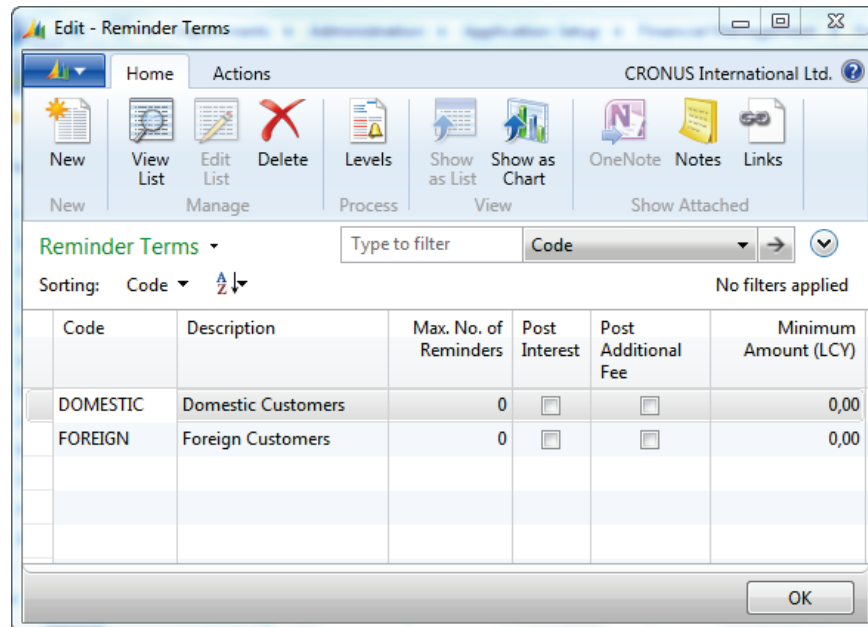 Edit - Reminder Terms
Home Actions CRONUS International Ltd.
New View List Edit List Delete Levels Show as List Show as Chart OneNote Notes Links
New Manage Process View Show Attached
Reminder Terms Type to filter Code
Sorting: Code No filters applied
Code Description Max. No. of Reminders Post Interest Post Additional Fee Minimum Amount (LCY)
DOMESTIC Domestic Customers 0 0,00
FOREIGN Foreign Customers 0 0,00
OK